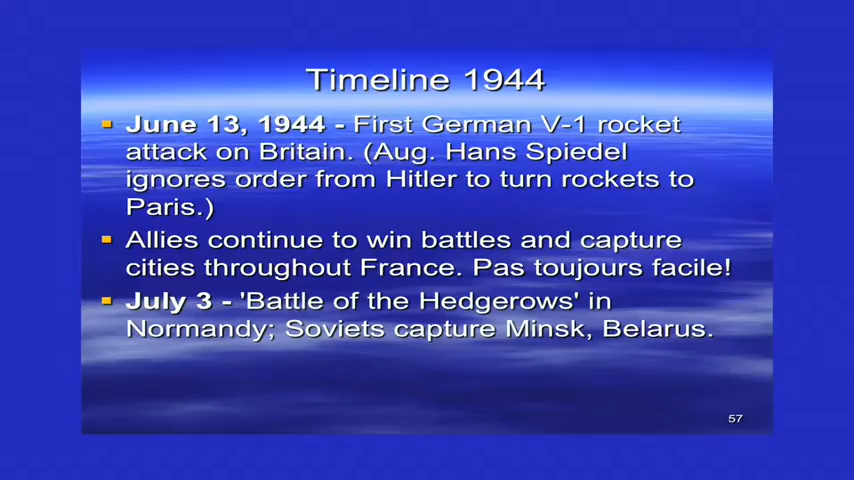 Timeline 1944
June 13, 1944 - First German V-1 rocket
attack on Britain. (Aug. Hans Spiedel
ignores order from Hitler to turn rockets to
Paris.)
Allies continue to win battles and capture
cities throughout France. Pas toujours facile!
July 3 - 'Battle of the Hedgerows' in
Normandy; Soviets capture Minsk, Belarus.
57